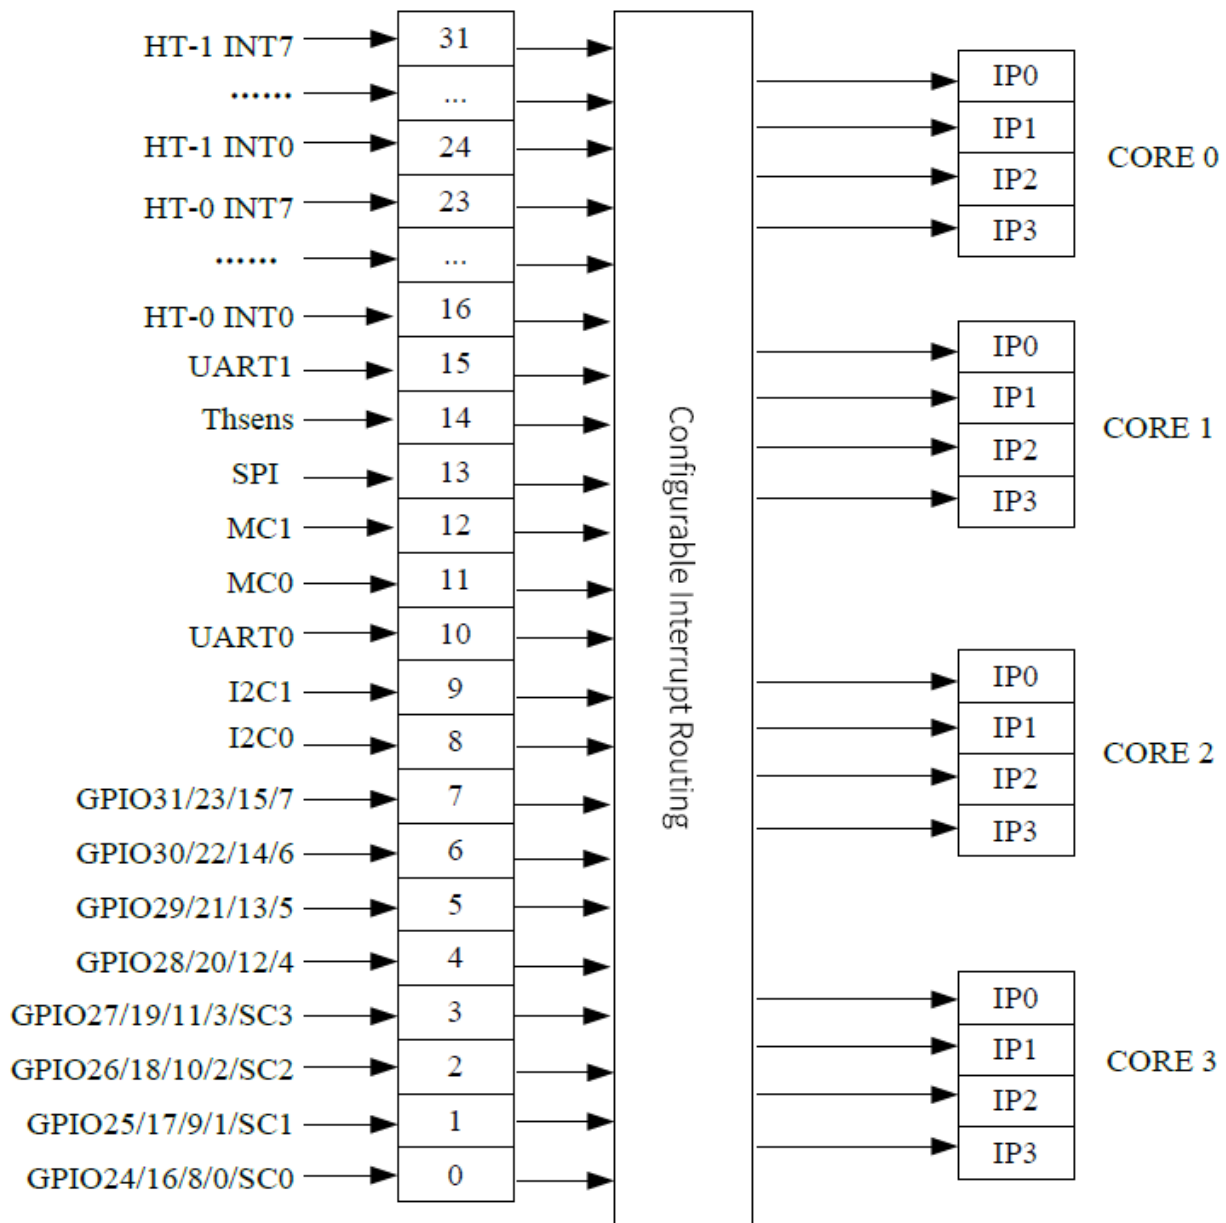 HT-1 INT7 31
...... ...
HT-1 INT0 24
HT-0 INT7 23
...... ...
HT-0 INT0 16
UART1 15
Thsens 14
SPI 13
MC1 12
MC0 11
UART0 10
I2C1 9
I2C0 8
GPIO31/23/15/7 7
GPIO30/22/14/6 6
GPIO29/21/13/5 5
GPIO28/20/12/4 4
GPIO27/19/11/3/SC3 3
GPIO26/18/10/2/SC2 2
GPIO25/17/9/1/SC1 1
GPIO24/16/8/0/SC0 0
Configurable Interrupt Routing
IP0
IP1
IP2
IP3
CORE 0
IP0
IP1
IP2
IP3
CORE 1
IP0
IP1
IP2
IP3
CORE 2
IP0
IP1
IP2
IP3
CORE 3